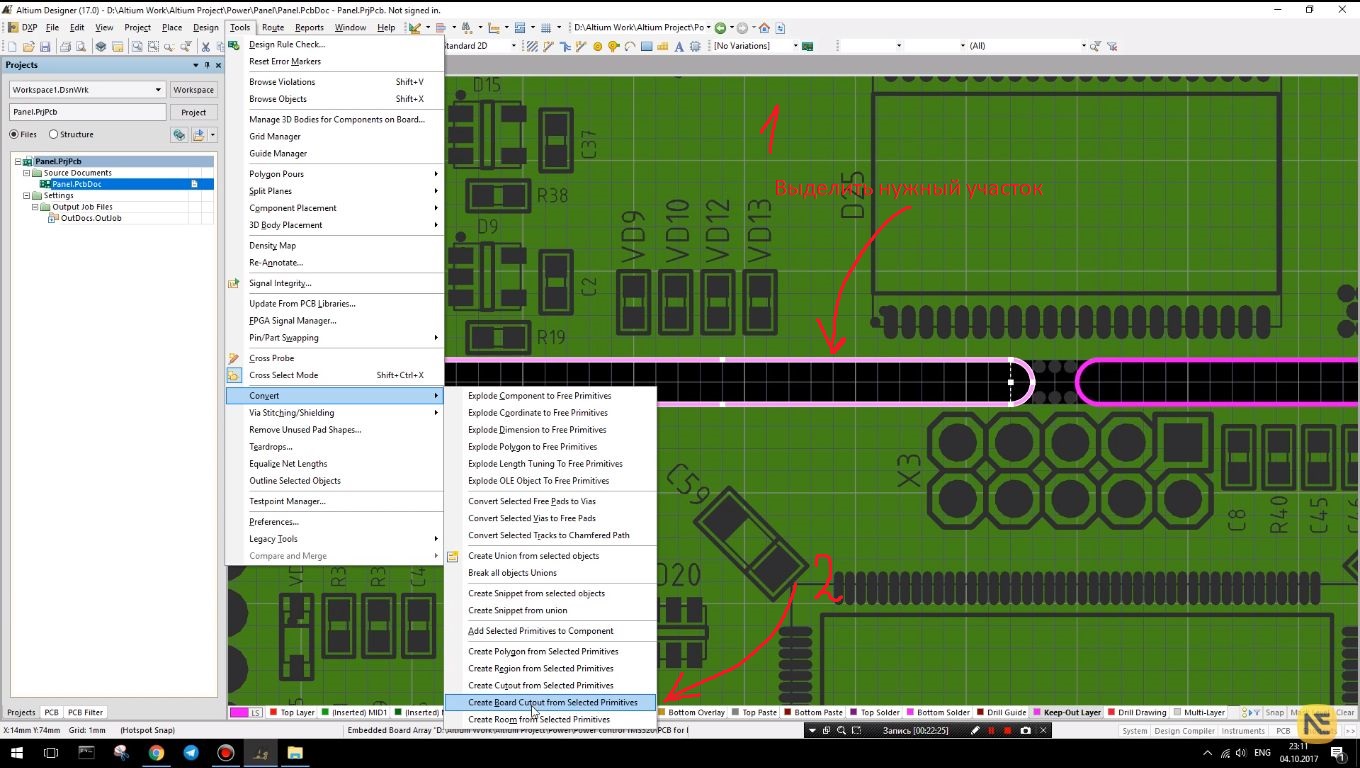 Altium Designer (17.0) - D:\Altium Work\Altium Project\Power\Panel\Panel.PcbDoc - Panel.PrjPcb. Not signed in.
DXP File Edit View Project Place Design Tools Route Reports Window Help D:\Altium Work\Altium Project\Po
tandard 2D [No Variations] (All)
Projects
Workspace1.DsnWrk Workspace
Panel.PrjPcb Project
Files Structure
Panel.PrjPcb
Source Documents
Panel.PcbDoc
Settings
Output Job Files
OutDocs.OutJob
Design Rule Check...
Reset Error Markers
Browse Violations Shift+V
Browse Objects Shift+X
Manage 3D Bodies for Components on Board...
Grid Manager
Guide Manager
Polygon Pours
Split Planes
Component Placement
3D Body Placement
Density Map
Re-Annotate...
Signal Integrity...
Update From PCB Libraries...
FPGA Signal Manager...
Pin/Part Swapping
Cross Probe
Cross Select Mode Shift+Ctrl+X
Convert
Via Stitching/Shielding
Remove Unused Pad Shapes...
Teardrops...
Equalize Net Lengths
Outline Selected Objects
Testpoint Manager...
Preferences...
Legacy Tools
Compare and Merge
Explode Component to Free Primitives
Explode Coordinate to Free Primitives
Explode Dimension to Free Primitives
Explode Polygon to Free Primitives
Explode Length Tuning To Free Primitives
Explode OLE Object To Free Primitives
Convert Selected Free Pads to Vias
Convert Selected Vias to Free Pads
Convert Selected Tracks to Chamfered Path
Create Union from selected objects
Break all objects Unions
Create Snippet from selected objects
Create Snippet from union
Add Selected Primitives to Component
Create Polygon from Selected Primitives
Create Region from Selected Primitives
Create Cutout from Selected Primitives
Create Board Cutout from Selected Primitives
Create Room from Selected Primitives
D15
C37
R38
D9
C2
R19
VD9
VD10
VD12
VD13
1
Выделить нужный участок
D25
X3
C8
R40
C45
C59
2
D20
Projects PCB PCB Filter
LS Top Layer (Inserted) MID1 (Inserted) Bottom Overlay Top Paste Bottom Paste Top Solder Bottom Solder Drill Guide Keep-Out Layer Drill Drawing Multi-Layer Snap Clear
X:14mm Y:74mm Grid: 1mm (Hotspot Snap) Embedded Board Array "D:\Altium Work\Altium Project\Power control TMS320\PCB for
Запись [00:22:25]
System Design Compiler Instruments PCB >>
NE
ENG
23:11
04.10.2017
1